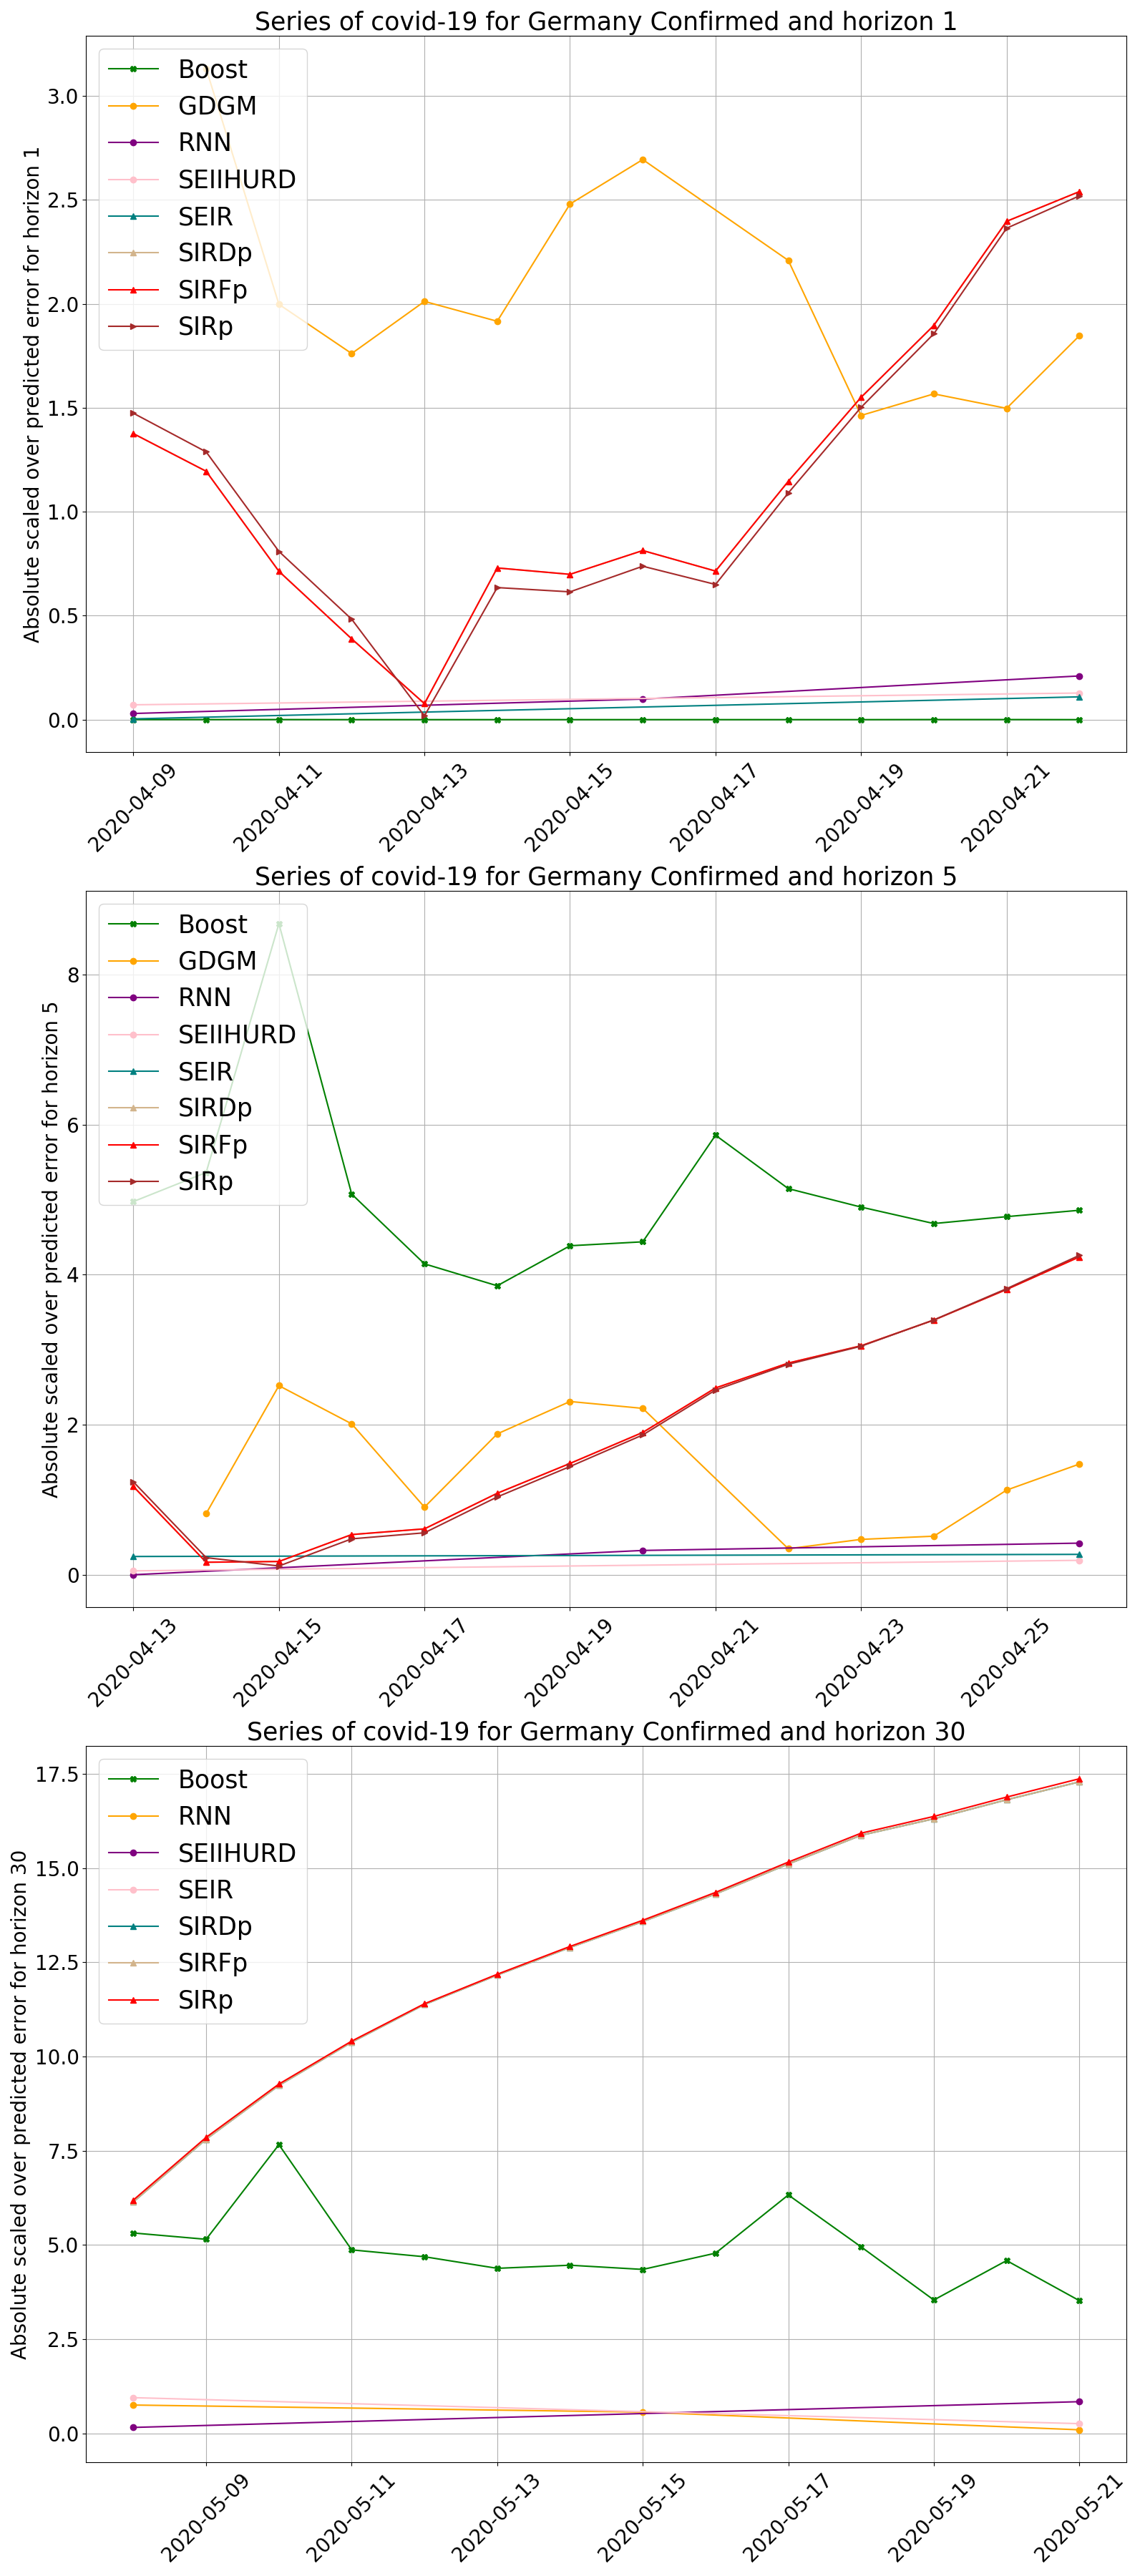 Series of covid-19 for Germany Confirmed and horizon 1
Absolute scaled over predicted error for horizon 1
3.0
2.5
2.0
1.5
1.0
0.5
0.0
Boost
GDGM
RNN
SEIIHURD
SEIR
SIRDp
SIRFp
SIRp
2020-04-09
2020-04-11
2020-04-13
2020-04-15
2020-04-17
2020-04-19
2020-04-21
Series of covid-19 for Germany Confirmed and horizon 5
Absolute scaled over predicted error for horizon 5
8
6
4
2
0
Boost
GDGM
RNN
SEIIHURD
SEIR
SIRDp
SIRFp
SIRp
2020-04-13
2020-04-15
2020-04-17
2020-04-19
2020-04-21
2020-04-23
2020-04-25
Series of covid-19 for Germany Confirmed and horizon 30
Absolute scaled over predicted error for horizon 30
17.5
15.0
12.5
10.0
7.5
5.0
2.5
0.0
Boost
RNN
SEIIHURD
SEIR
SIRDp
SIRFp
SIRp
2020-05-09
2020-05-11
2020-05-13
2020-05-15
2020-05-17
2020-05-19
2020-05-21